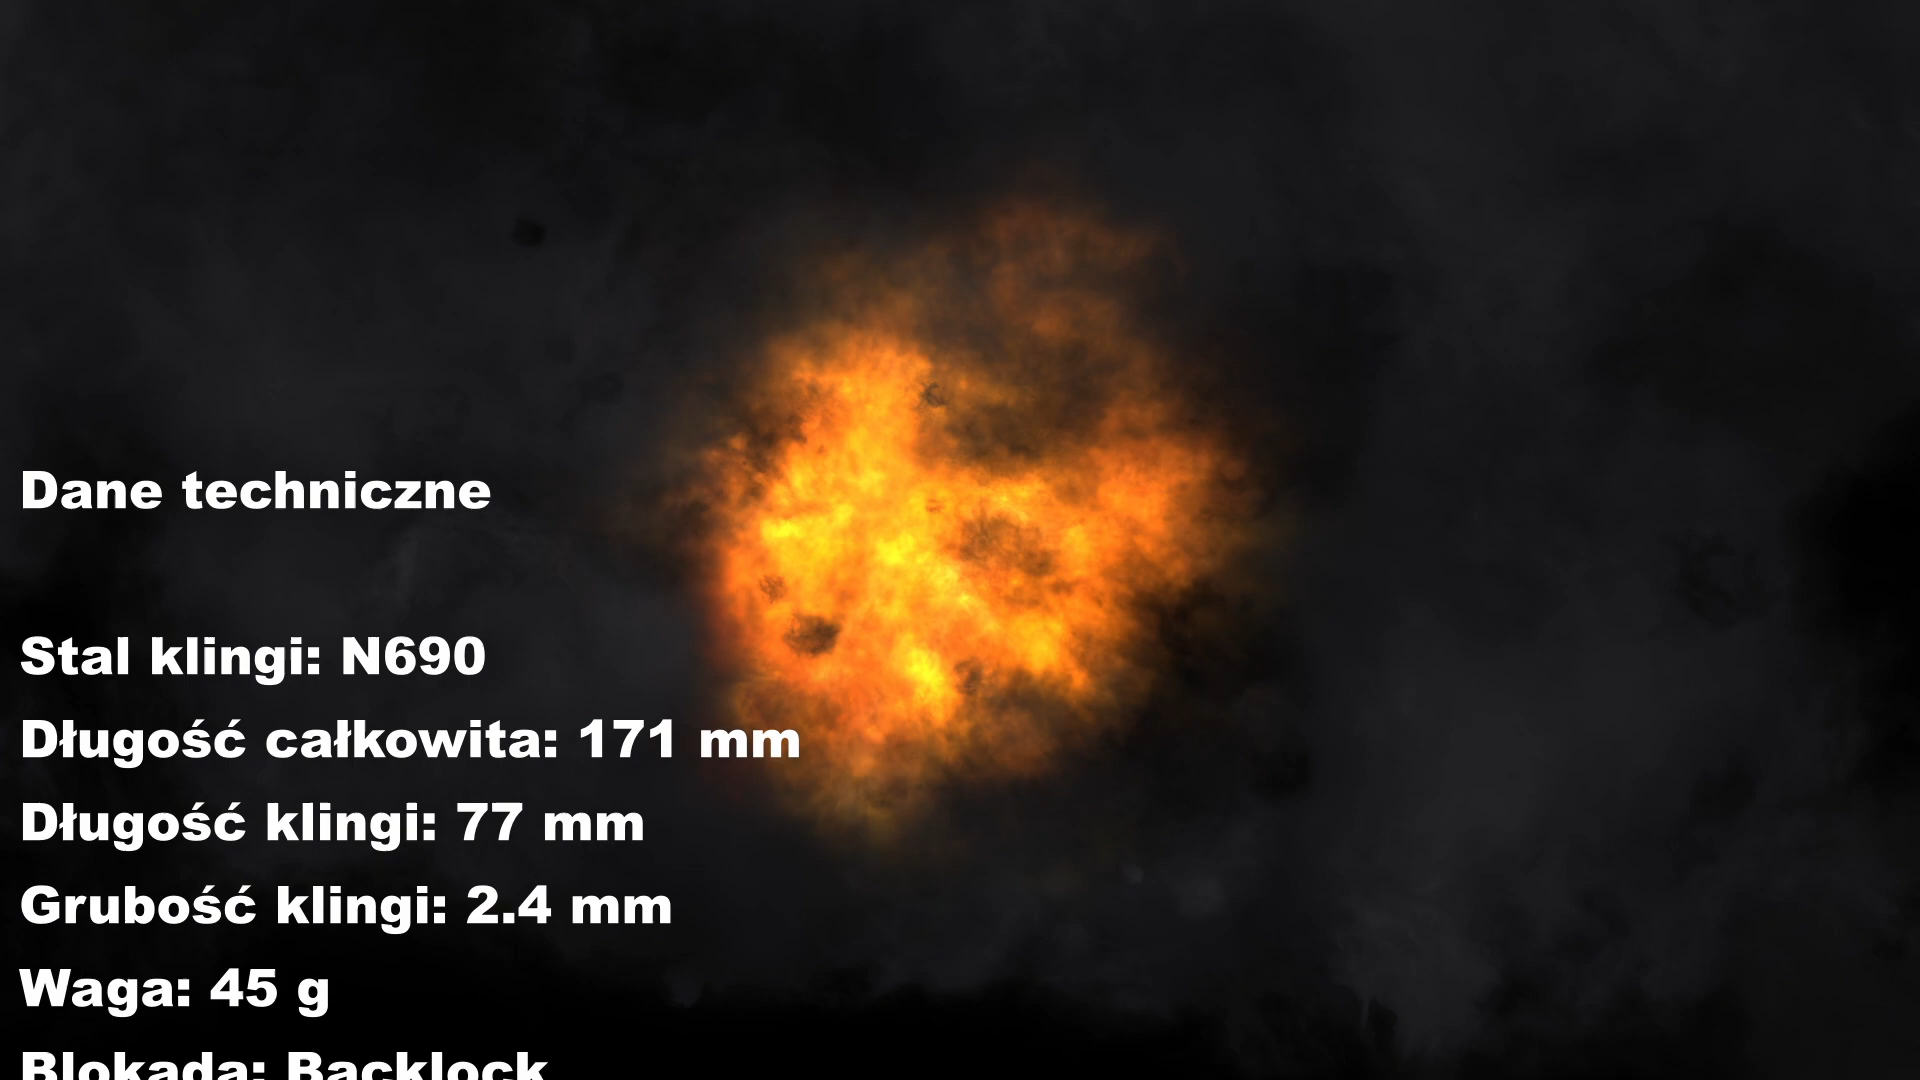 Dane techniczne
Stal klingi: N690
Długość całkowita: 171 mm
Długość klingi: 77 mm
Grubość klingi: 2.4 mm
Waga: 45 g
Blokada: Backlock